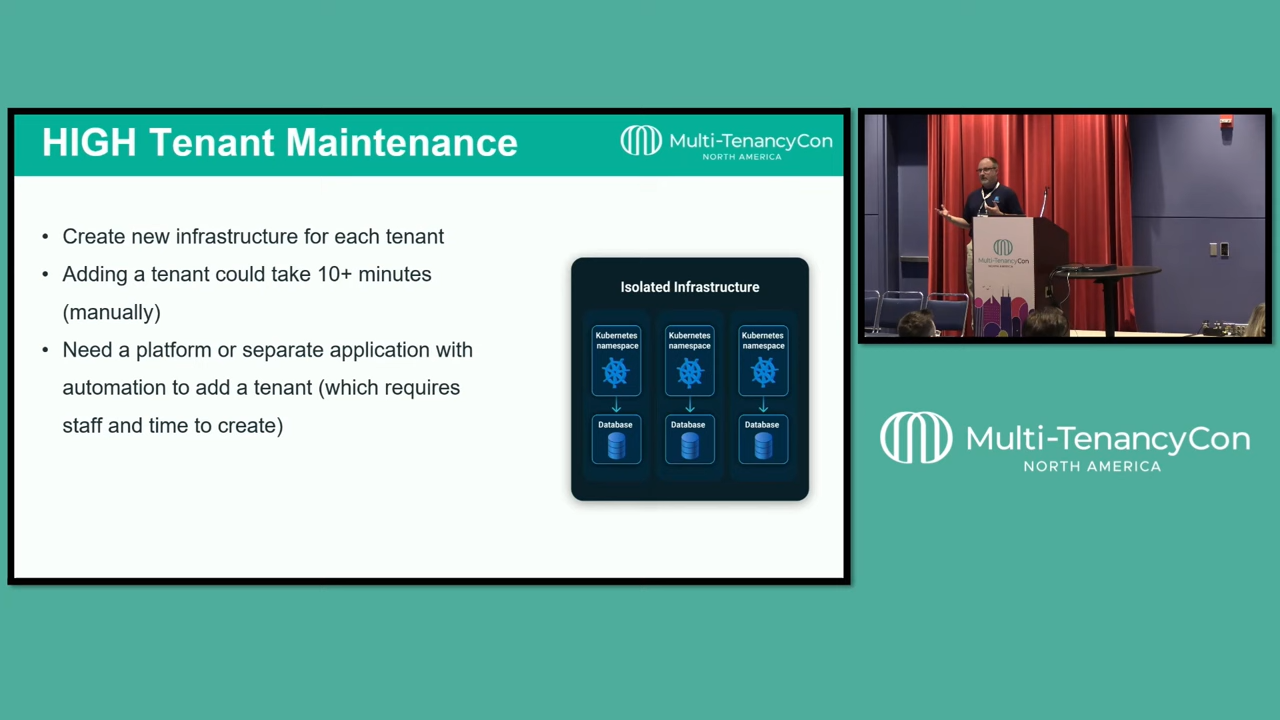 HIGH Tenant Maintenance
Multi-TenancyCon
NORTH AMERICA
• Create new infrastructure for each tenant
• Adding a tenant could take 10+ minutes
(manually)
• Need a platform or separate application with
automation to add a tenant (which requires
staff and time to create)
Isolated Infrastructure
Kubernetes
namespace
Kubernetes
namespace
Kubernetes
namespace
Database
Database
Database
Multi-TenancyCon
Multi-TenancyCon
NORTH AMERICA